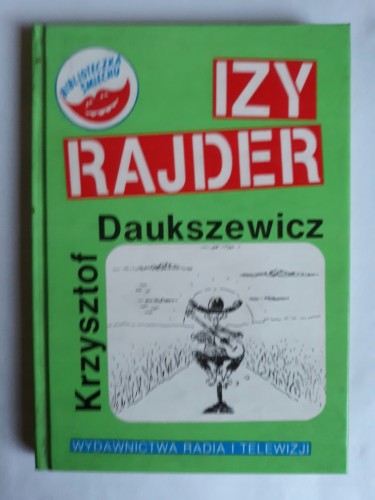 BIBLIOTECZKA
ŚMIECHU
IZY
RAJDER
Krzysztof
Daukszewicz
WYDAWNICTWA RADIA I TELEWIZJI